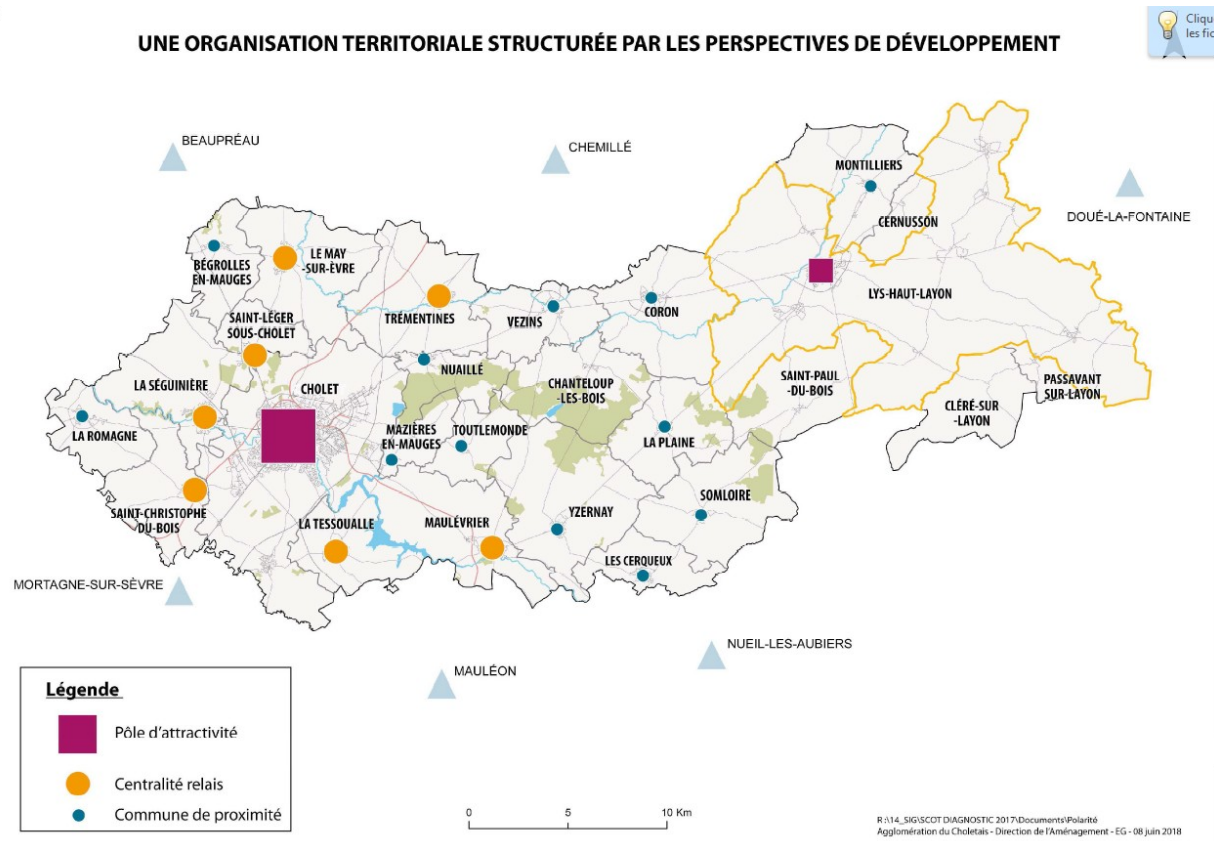 UNE ORGANISATION TERRITORIALE STRUCTURÉE PAR LES PERSPECTIVES DE DÉVELOPPEMENT
Cliqu
les fic
BEAUPRÉAU
CHEMILLÉ
MONTILLIERS
DOUÉ-LA-FONTAINE
CERNUSSON
BÉGROLLES
EN-MAUGES
LE MAY
-SUR-ÈVRE
LYS-HAUT-LAYON
TRÉMENTINES
VEZINS
CORON
SAINT-LÉGER
SOUS-CHOLET
NUAILLÉ
LA SÉGUINIÈRE
CHOLET
CHANTELOUP
-LES-BOIS
SAINT-PAUL
-DU-BOIS
PASSAVANT
SUR-LAYON
CLÉRÉ-SUR
-LAYON
LA ROMAGNE
MAZIÈRES
EN-MAUGES
TOUTLEMONDE
LA PLAINE
SOMLOIRE
SAINT-CHRISTOPHE
DU-BOIS
LA TESSOUALLE
MAULÉVRIER
YZERNAY
LES CERQUEUX
MORTAGNE-SUR-SÈVRE
NUEIL-LES-AUBIERS
MAULÉON
Légende
Pôle d'attractivité
Centralité relais
Commune de proximité
0 5 10 Km
R:\14_SIG\SCOT DIAGNOSTIC 2017\Documents\Polarité
Agglomération du Choletais - Direction de l'Aménagement - EG - 08 juin 2018